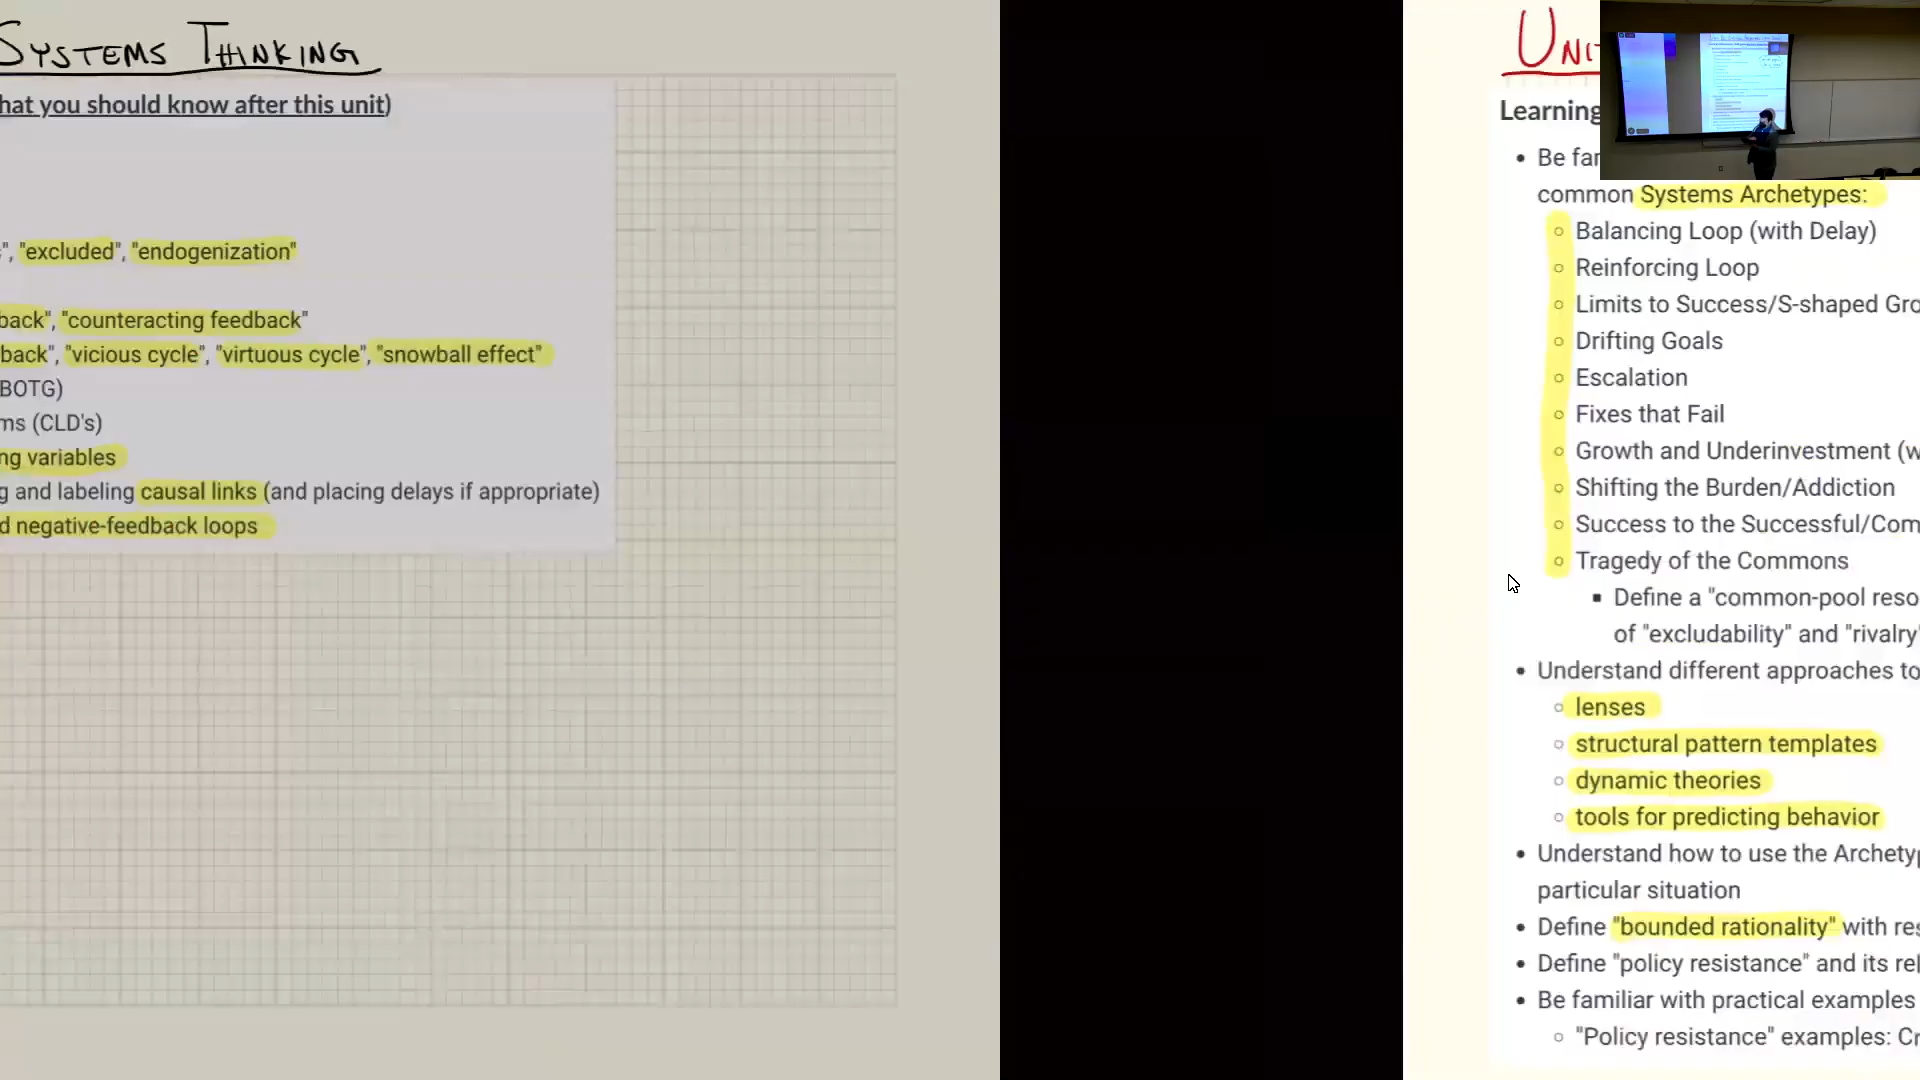 SYSTEMS THINKING
hat you should know after this unit)
", "excluded", "endogenization"
back", "counteracting feedback"
back", "vicious cycle", "virtuous cycle", "snowball effect"
BOTG)
ms (CLD's)
ng variables
g and labeling causal links (and placing delays if appropriate)
d negative-feedback loops
UNI
Learning
• Be far
common Systems Archetypes:
Balancing Loop (with Delay)
Reinforcing Loop
Limits to Success/S-shaped Gro
Drifting Goals
Escalation
Fixes that Fail
Growth and Underinvestment (w
Shifting the Burden/Addiction
Success to the Successful/Com
Tragedy of the Commons
Define a "common-pool reso
of "excludability" and "rivalry"
• Understand different approaches to
lenses
structural pattern templates
dynamic theories
tools for predicting behavior
• Understand how to use the Archetyp
particular situation
• Define "bounded rationality" with res
• Define "policy resistance" and its rel
• Be familiar with practical examples
"Policy resistance" examples: Cr